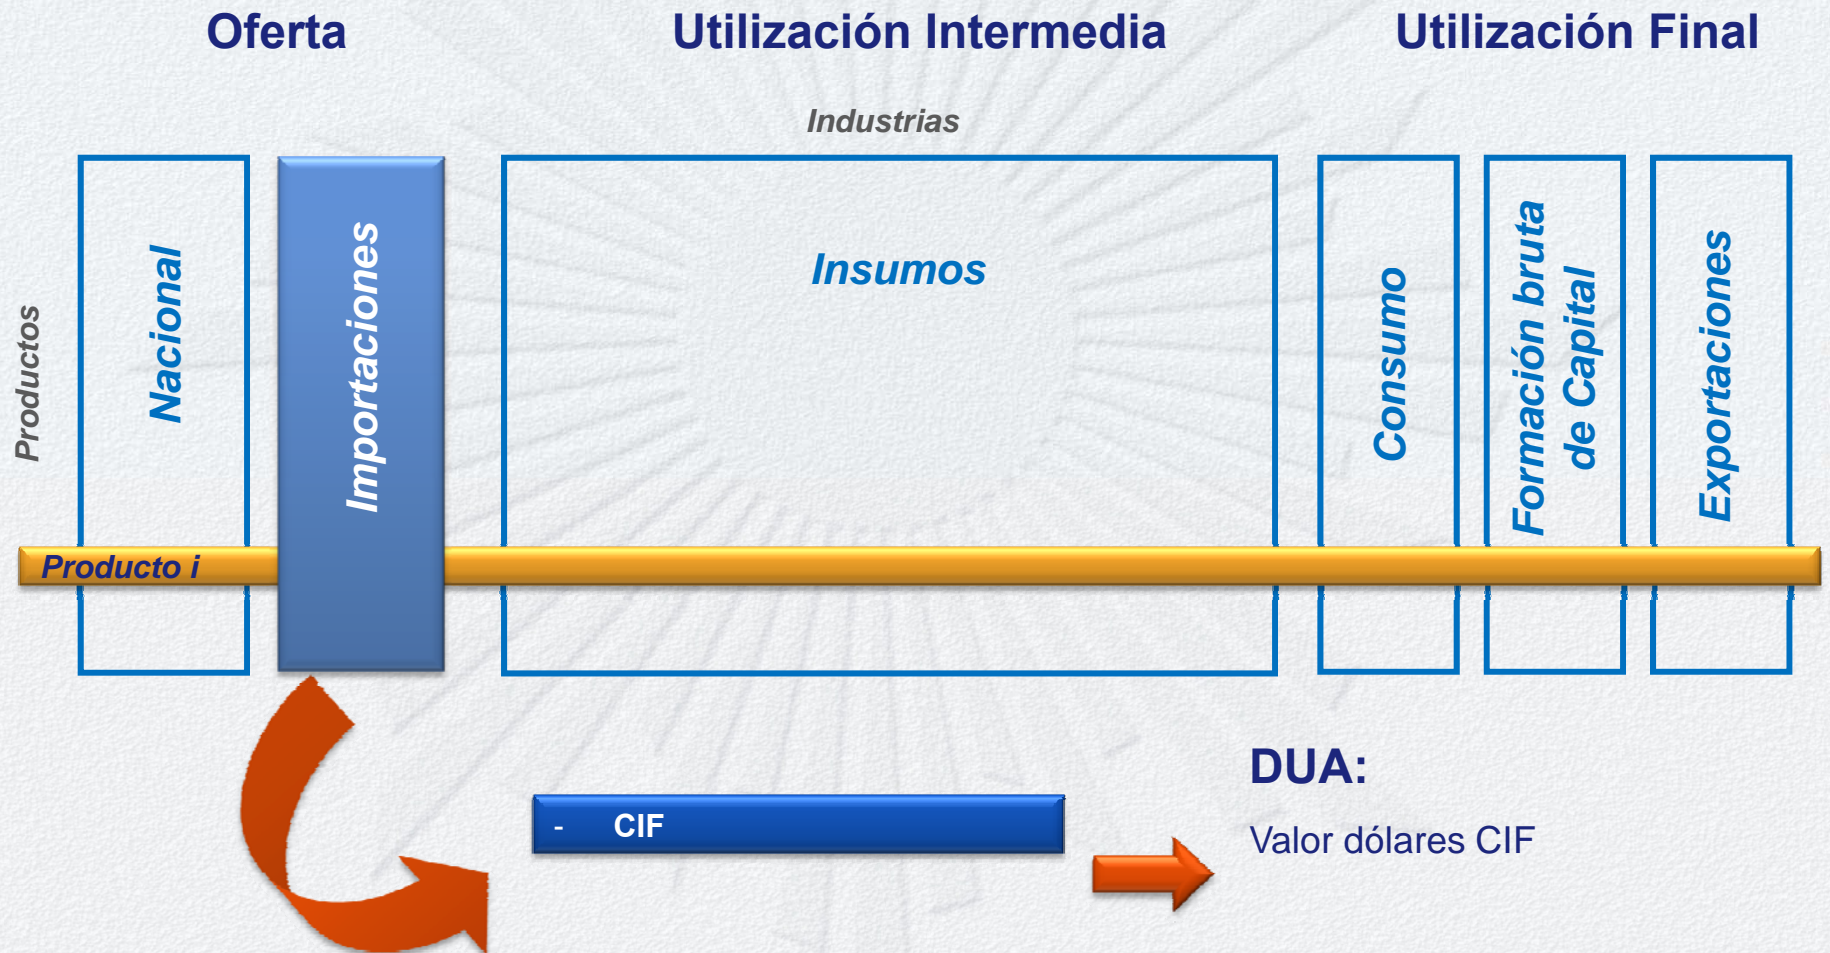 Oferta
Utilización Intermedia
Utilización Final
Industrias
Productos
Nacional
Importaciones
Insumos
Consumo
Formación bruta
de Capital
Exportaciones
Producto i
- CIF
DUA:
Valor dólares CIF